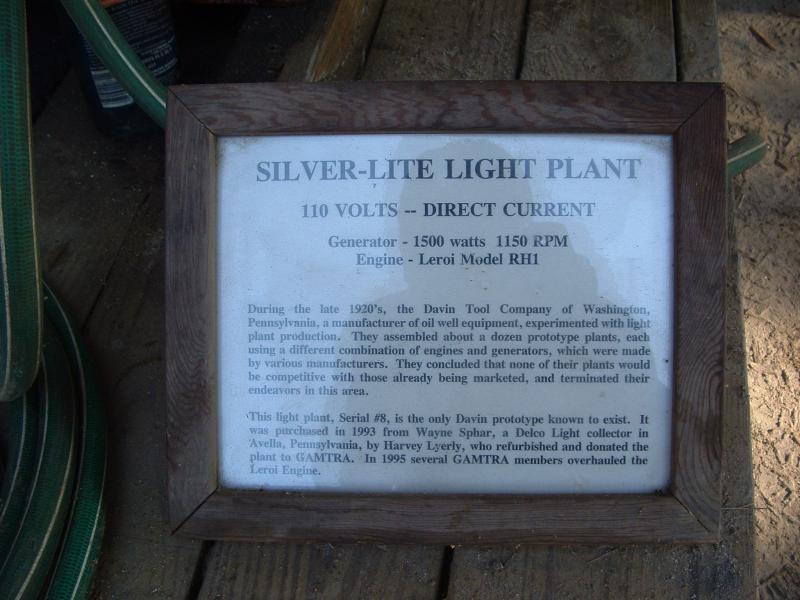 SILVER-LITE LIGHT PLANT
110 VOLTS -- DIRECT CURRENT
Generator - 1500 watts 1150 RPM
Engine - Leroi Model RH1
During the late 1920's, the Davin Tool Company of Washington,
Pennsylvania, a manufacturer of oil well equipment, experimented with light
plant production. They assembled about a dozen prototype plants, each
using a different combination of engines and generators, which were made
by various manufacturers. They concluded that none of their plants would
be competitive with those already being marketed, and terminated their
endeavors in this area.
This light plant, Serial #8, is the only Davin prototype known to exist. It
was purchased in 1993 from Wayne Sphar, a Delco Light collector in
Avella, Pennsylvania, by Harvey Lyerly, who refurbished and donated the
plant to GAMTRA. In 1995 several GAMTRA members overhauled the
Leroi Engine.